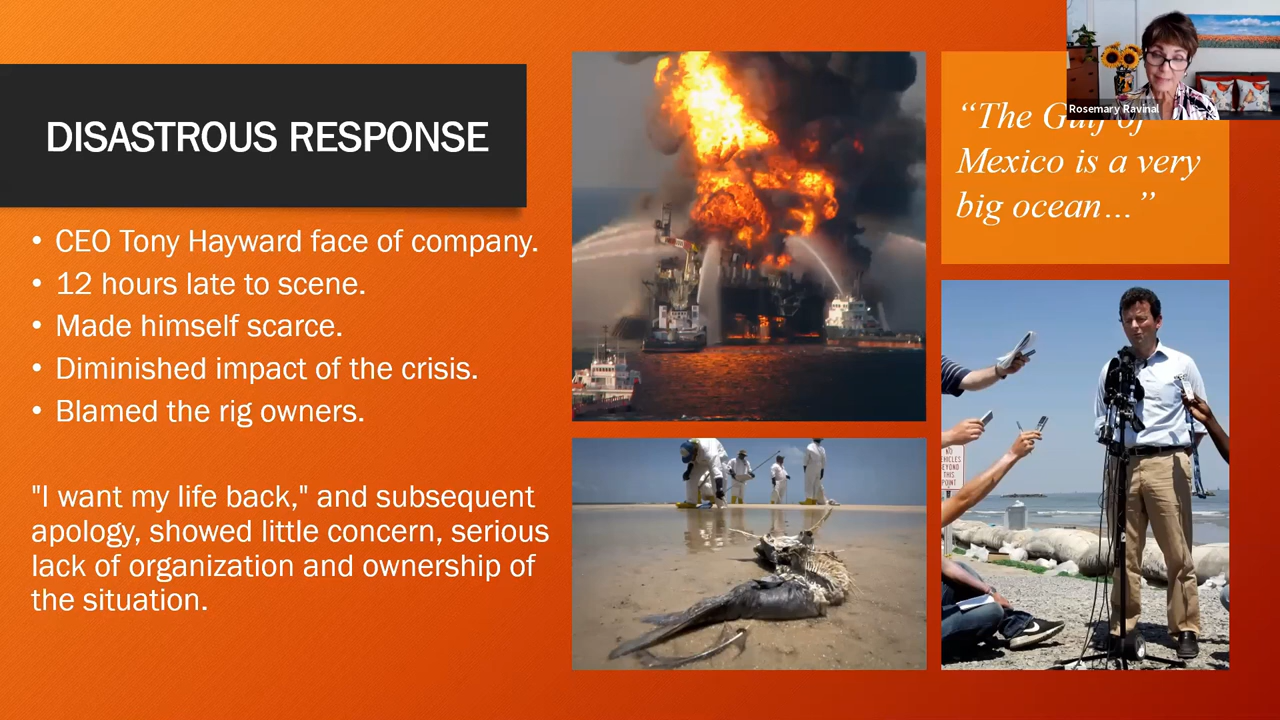 DISASTROUS RESPONSE
• CEO Tony Hayward face of company.
• 12 hours late to scene.
• Made himself scarce.
• Diminished impact of the crisis.
• Blamed the rig owners.
"I want my life back," and subsequent
apology, showed little concern, serious
lack of organization and ownership of
the situation.
“The Gulf of
Mexico is a very
big ocean…”
Rosemary Ravinal
NO
VEHICLES
BEYOND
THIS
POINT